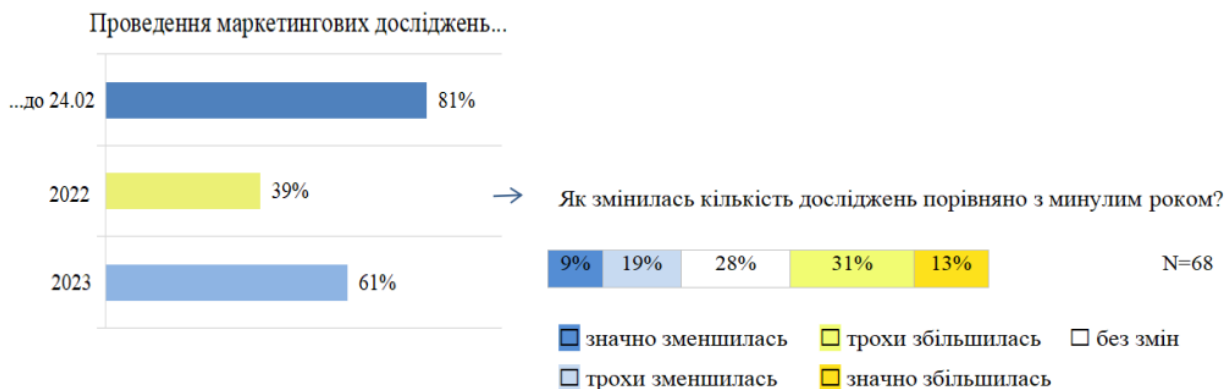 Проведення маркетингових досліджень...
...до 24.02
81%
2022
39%
2023
61%
Як змінилась кількість досліджень порівняно з минулим роком?
9% 19% 28% 31% 13% N=68
значно зменшилась трохи збільшилась без змін
трохи зменшилась значно збільшилась